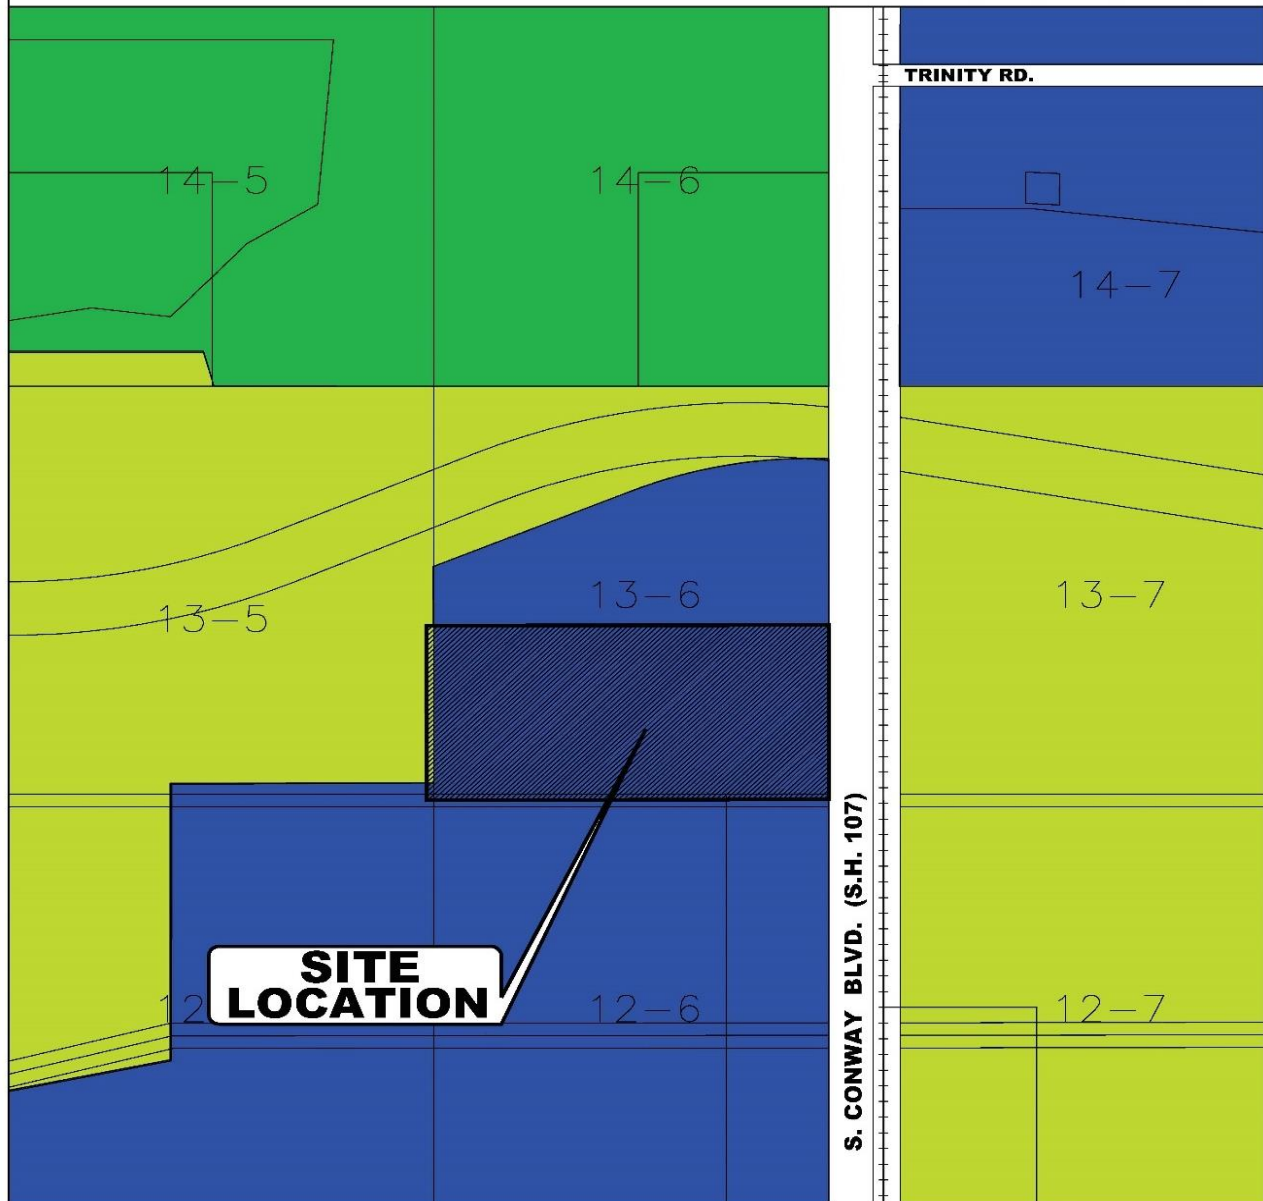 TRINITY RD.
14-5
14-6
14-7
13-5
13-6
13-7
S. CONWAY BLVD. (S.H. 107)
SITE
LOCATION
12
12-6
12-7